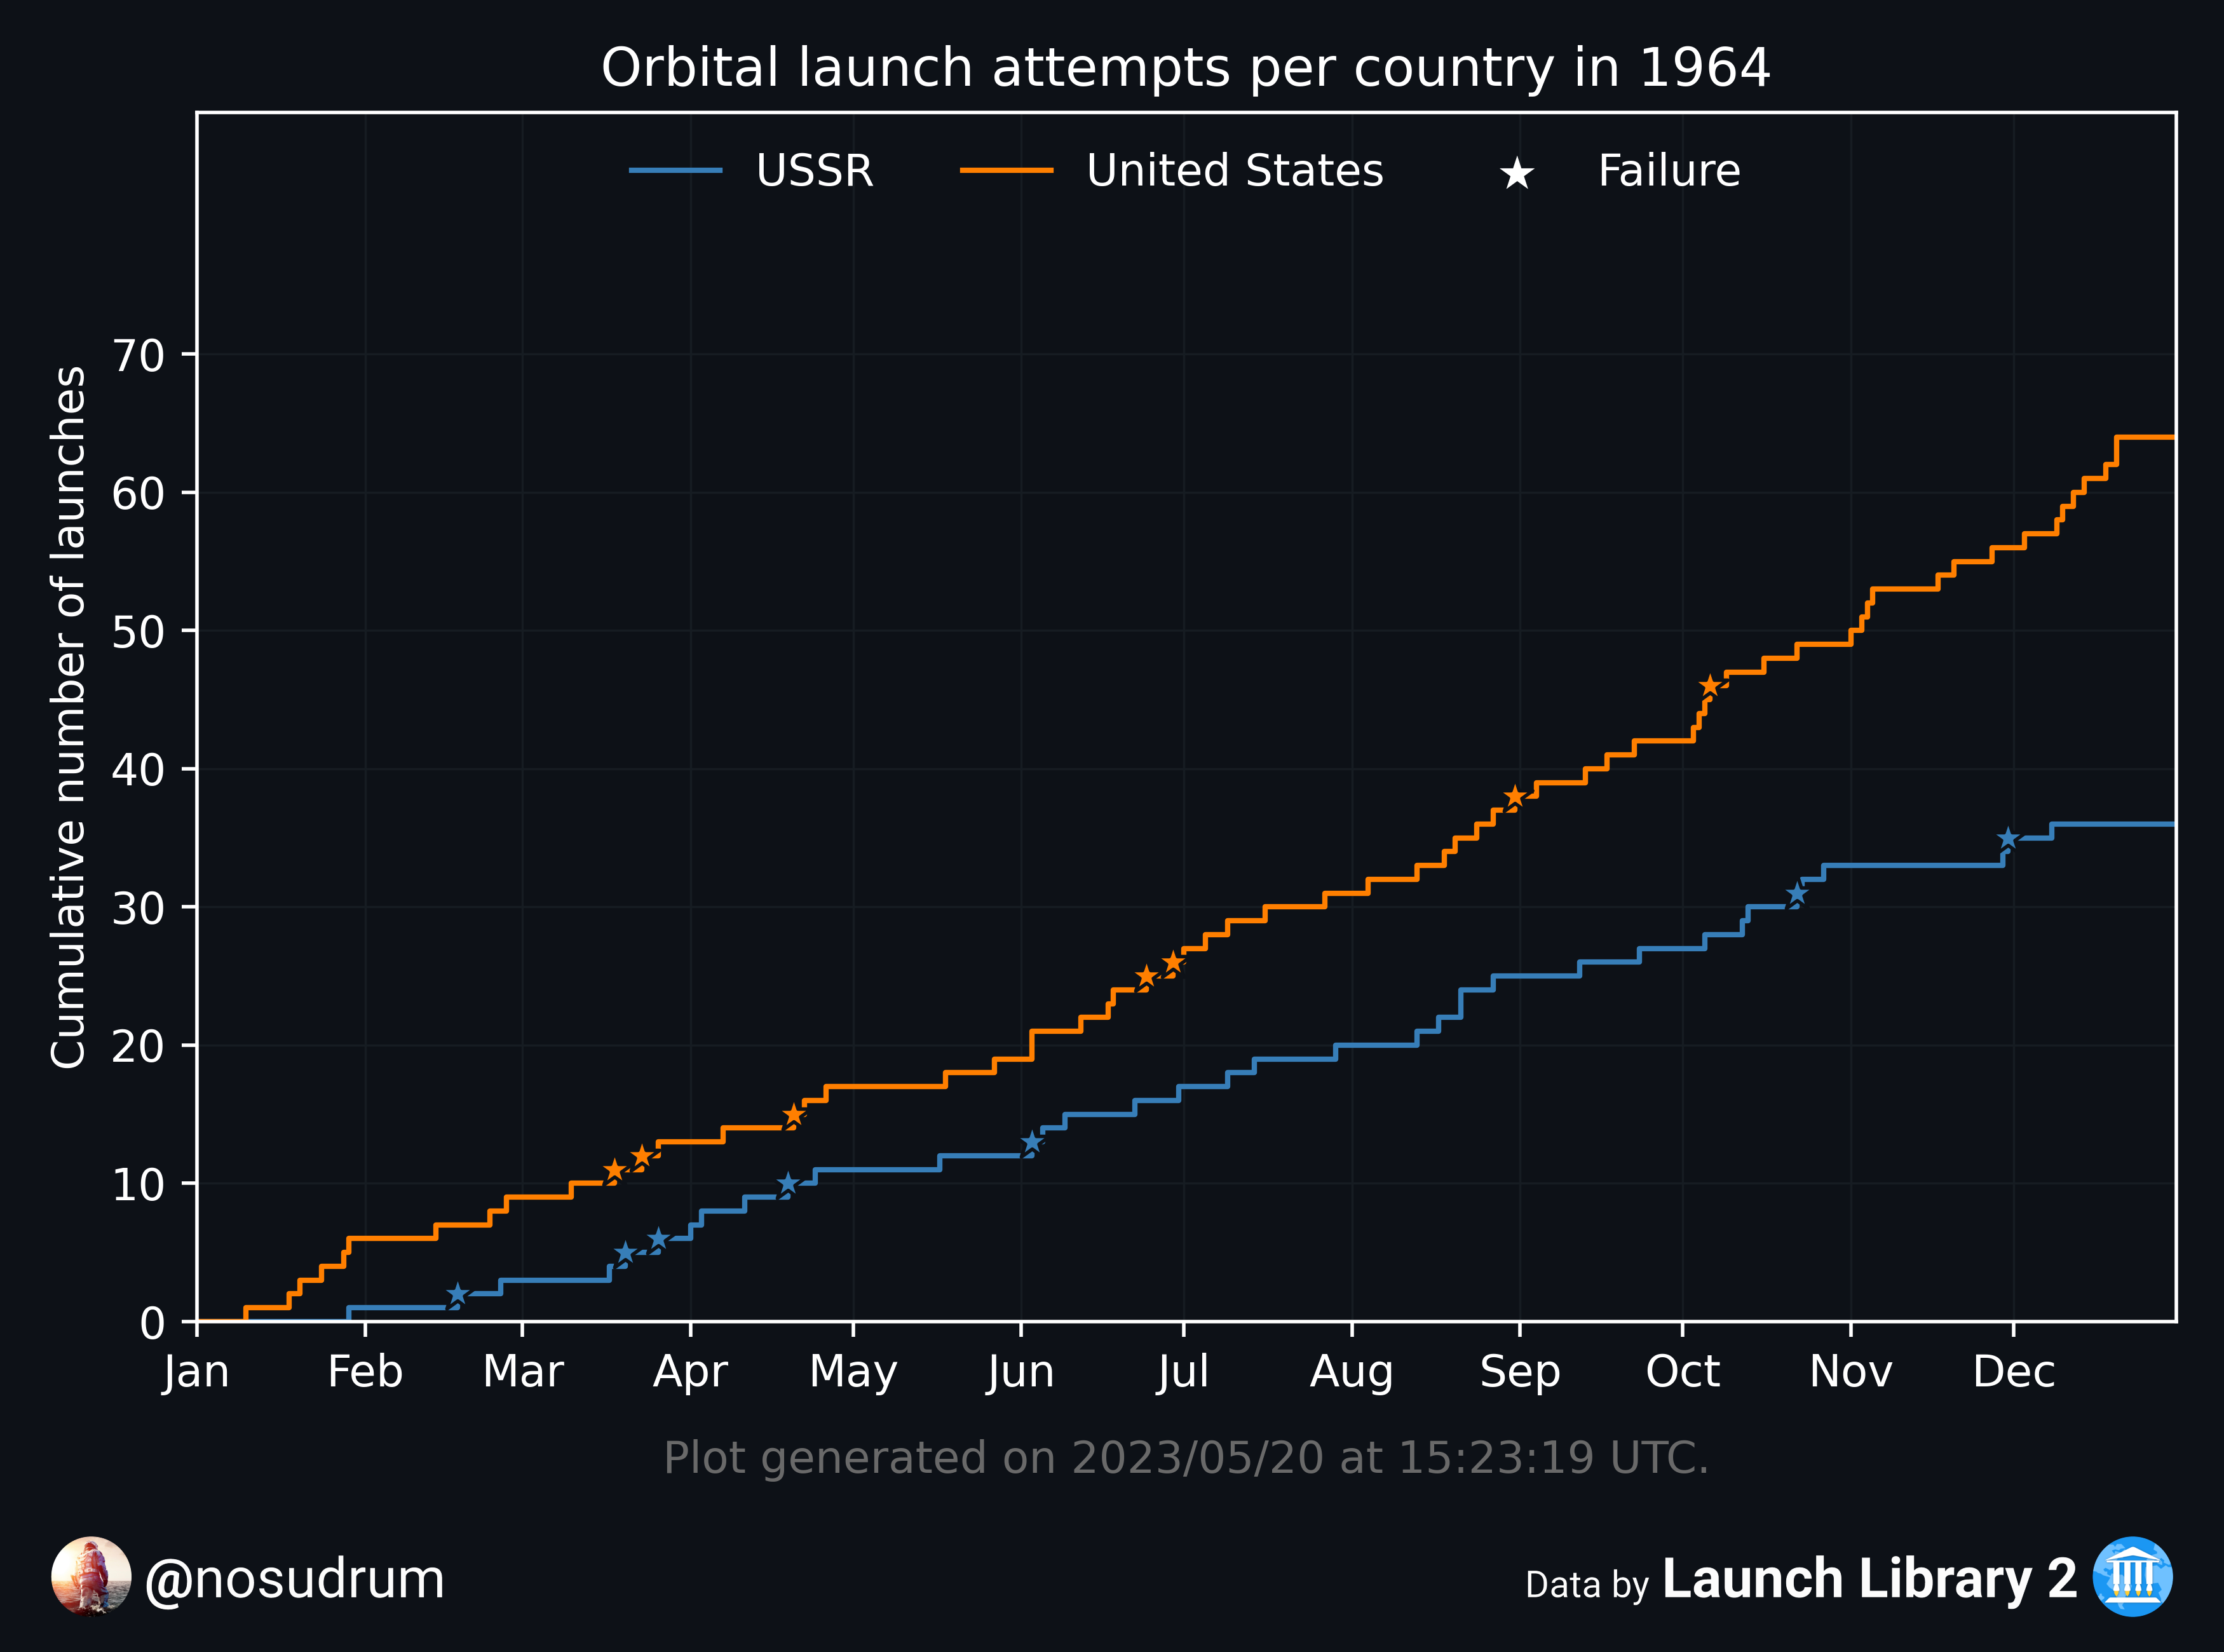 Orbital launch attempts per country in 1964
USSR
United States
Failure
Cumulative number of launches
70
60
50
40
30
20
10
0
Jan Feb Mar Apr May Jun Jul Aug Sep Oct Nov Dec
Plot generated on 2023/05/20 at 15:23:19 UTC.
@nosudrum
Data by Launch Library 2